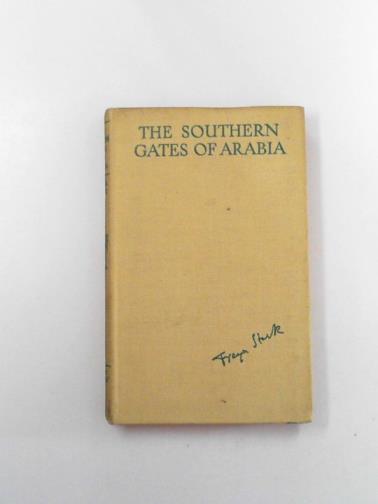 THE SOUTHERN
GATES OF ARABIA
Freya Stark